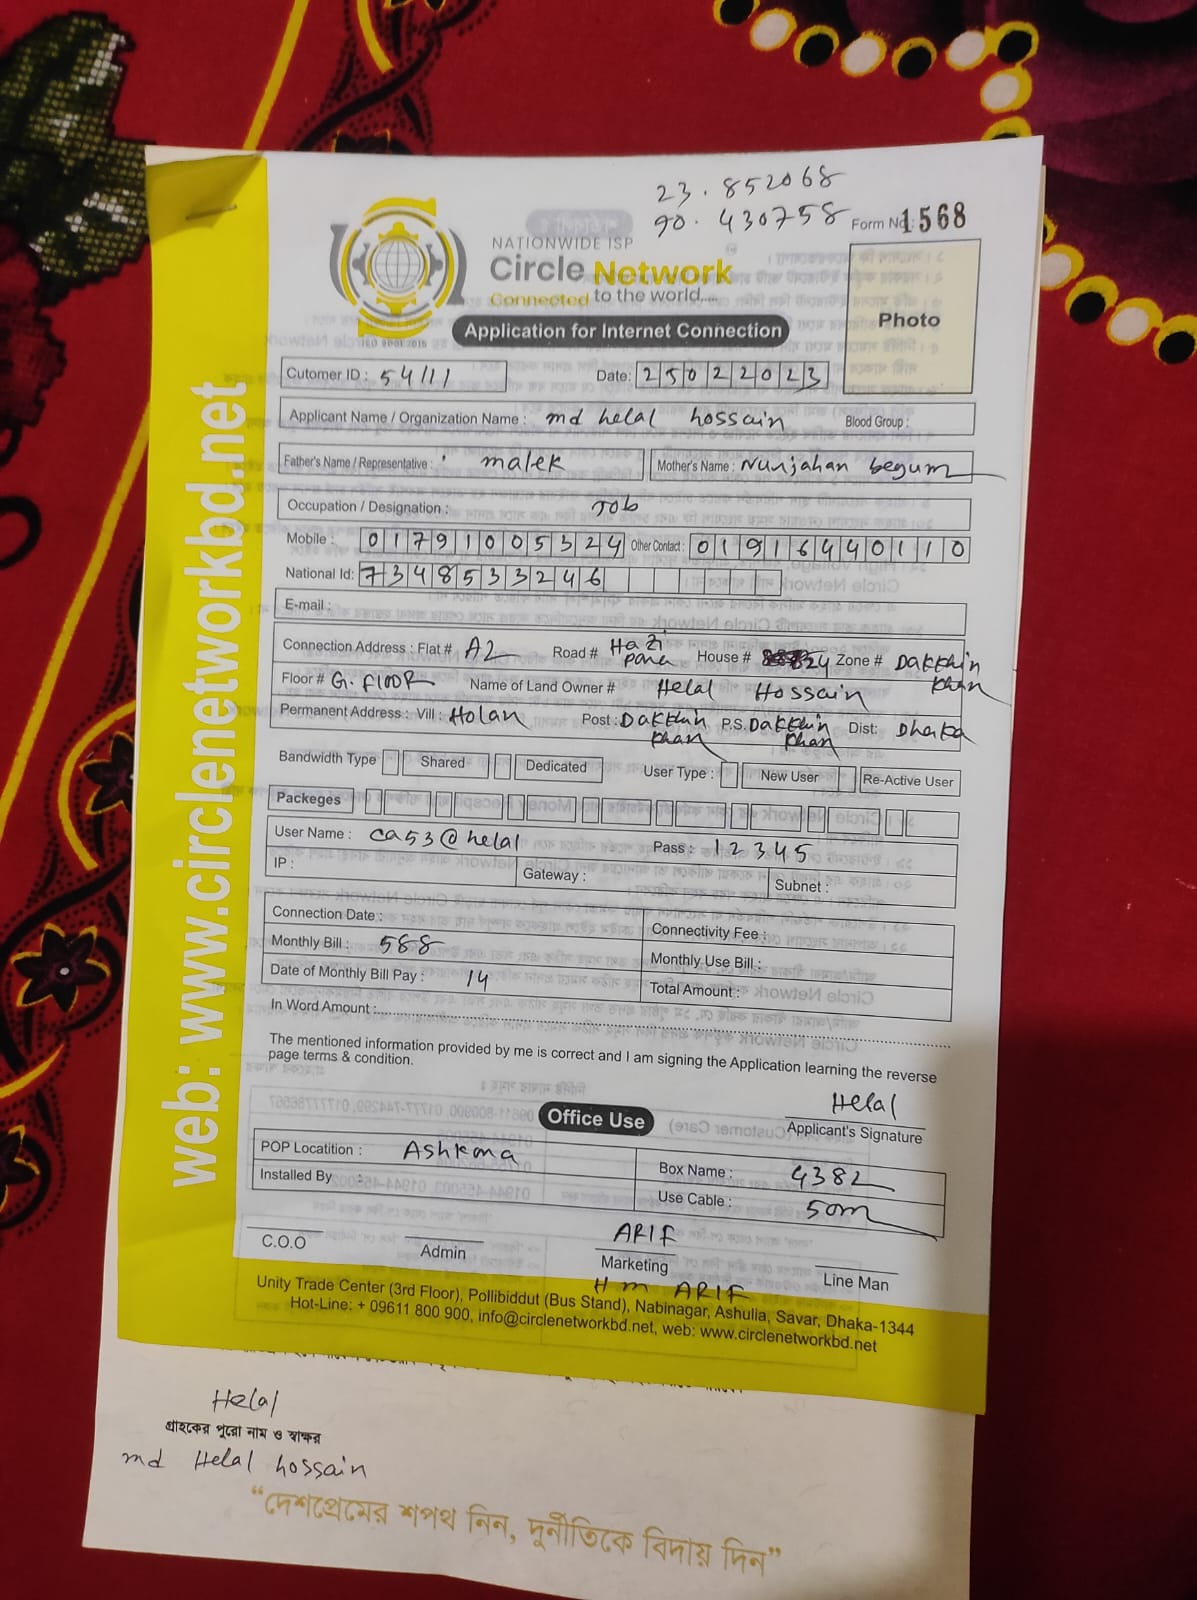 23.852068
90.430758
Form No: 1568
NATIONWIDE ISP
Circle Network
Connected to the world....
ISO 9001:2015
Application for Internet Connection
Photo
Cutomer ID : 54111 Date: 25022023
Applicant Name / Organization Name : md helal hossain Blood Group :
Father's Name / Representative : malek Mother's Name : Nunjahan begum
Occupation / Designation : Job
Mobile : 01791005324 Other Contact : 01916440110
National Id: 7348533246
E-mail :
Connection Address : Flat # A2 Road # Hazi para House # 24 Zone # Dakkhin khan
Floor # G. Floor Name of Land Owner # Helal Hossain
Permanent Address : Vill : Holan Post : Dakkhin khan P.S. Dakkhin khan Dist: Dhaka
Bandwidth Type Shared Dedicated User Type : New User Re-Active User
Packeges
User Name : ca53@helal Pass : 12345
IP : Gateway : Subnet :
Connection Date : Connectivity Fee :
Monthly Bill : 588 Monthly Use Bill :
Date of Monthly Bill Pay : 14 Total Amount :
In Word Amount :
The mentioned information provided by me is correct and I am signing the Application learning the reverse
page terms & condition.
Helal
Office Use Applicant's Signature
POP Locatition : Ashkona Box Name : 4382
Installed By : Use Cable : 50m
ARIF
C.O.O Admin Marketing Line Man
H m ARIF
Unity Trade Center (3rd Floor), Pollibiddut (Bus Stand), Nabinagar, Ashulia, Savar, Dhaka-1344
Hot-Line: + 09611 800 900, info@circlenetworkbd.net, web: www.circlenetworkbd.net
web: www.circlenetworkbd.net
Helal
গ্রাহকের পুরো নাম ও স্বাক্ষর
md Helal hossain
“দেশপ্রেমের শপথ নিন, দুর্নীতিকে বিদায় দিন”